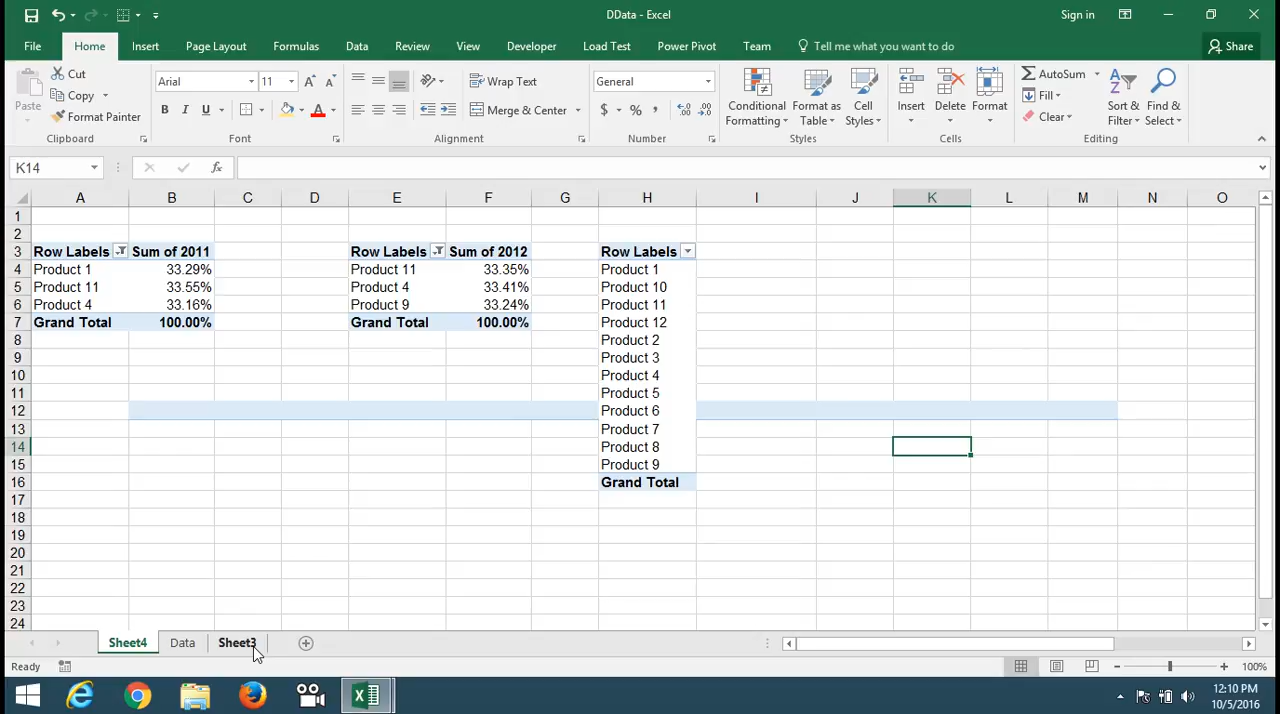 DData - Excel
Sign in
File Home Insert Page Layout Formulas Data Review View Developer Load Test Power Pivot Team Tell me what you want to do Share
Paste
Cut
Copy
Format Painter
Clipboard
Arial 11 A A
B I U A
Font
Wrap Text
Merge & Center
Alignment
General
$ % , .0 .00
Number
Conditional Formatting
Format as Table
Cell Styles
Styles
Insert
Delete
Format
Cells
AutoSum
Fill
Clear
Sort & Filter
Find & Select
Editing
K14 fx
A B C D E F G H I J K L M N O
1
2
3 Row Labels Sum of 2011 Row Labels Sum of 2012 Row Labels
4 Product 1 33.29% Product 11 33.35% Product 1
5 Product 11 33.55% Product 4 33.41% Product 10
6 Product 4 33.16% Product 9 33.24% Product 11
7 Grand Total 100.00% Grand Total 100.00% Product 12
8 Product 2
9 Product 3
10 Product 4
11 Product 5
12 Product 6
13 Product 7
14 Product 8
15 Product 9
16 Grand Total
17
18
19
20
21
22
23
24
Sheet4 Data Sheet3
Ready 100%
12:10 PM
10/5/2016